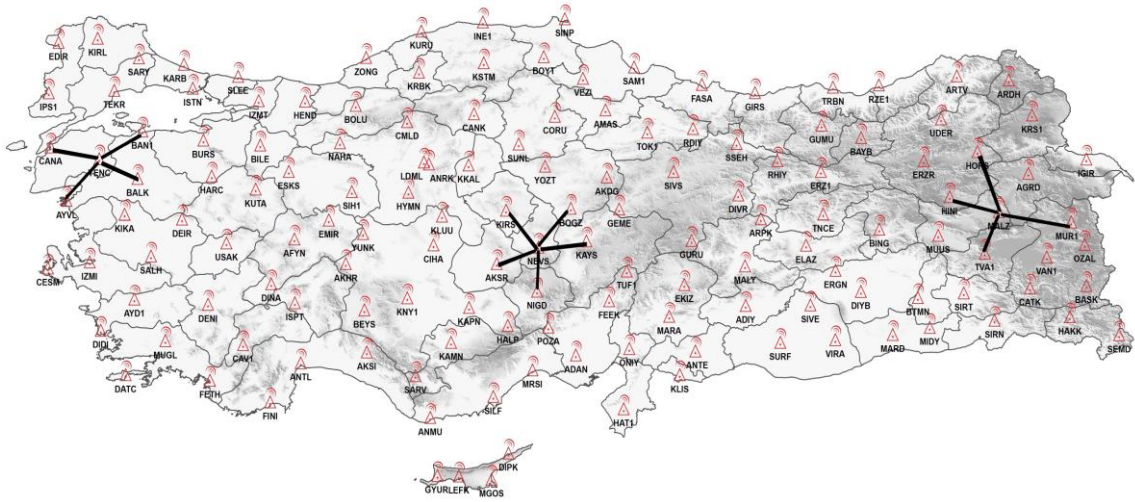 SINP
INE1
KURU
KIRL
EDIR
SARY
KARB
ZONG
BOYT
KSTM
SAM1
SLEE
KRBK
VEZI
ARTV
ARDH
IPS1
TEKR
ISTN
IZMT
HEND
BOLU
FASA
GIRS
TRBN
RZE1
CMLD
CANK
CORU
AMAS
UDER
KRS1
BAN1
BURS
BILE
NAHA
SUNL
TOK1
RDIY
SSEH
GUMU
BAYB
CANA
YENC
LDML
ANRK
KKAL
YOZT
RHIY
ERZR
HORS
IGIR
BALK
HARC
ESKS
KUTA
SIH1
HYMN
AKDG
SIVS
ERZ1
AGRD
AYVL
KIKA
DEIR
EMIR
KLUU
KIRS
BOGZ
GEME
DIVR
ARPK
TNCE
HINI
MALZ
MUR1
USAK
AFYN
YUNK
CIHA
NEVS
KAYS
GURU
ELAZ
BING
MUUS
TVA1
VAN1
OZAL
CESM
IZMI
SALH
AKHR
AKSR
TUF1
MALY
ERGN
DIYB
BTMN
SIRT
CATK
BASK
AYD1
DENI
DINA
ISPT
BEYS
KNY1
KAPN
NIGD
FEEK
EKIZ
MARA
ADIY
SIVE
DIDI
MUGL
CAV1
AKSI
KAMN
HALP
POZA
ONIY
ANTE
SURF
VIRA
MARD
MIDY
SIRN
HAKK
SEMD
DATC
FETH
ANTL
SARV
MRSI
ADAN
KLIS
FINI
ANMU
SILF
HAT1
DIPK
GYUR
LEFK
MGOS